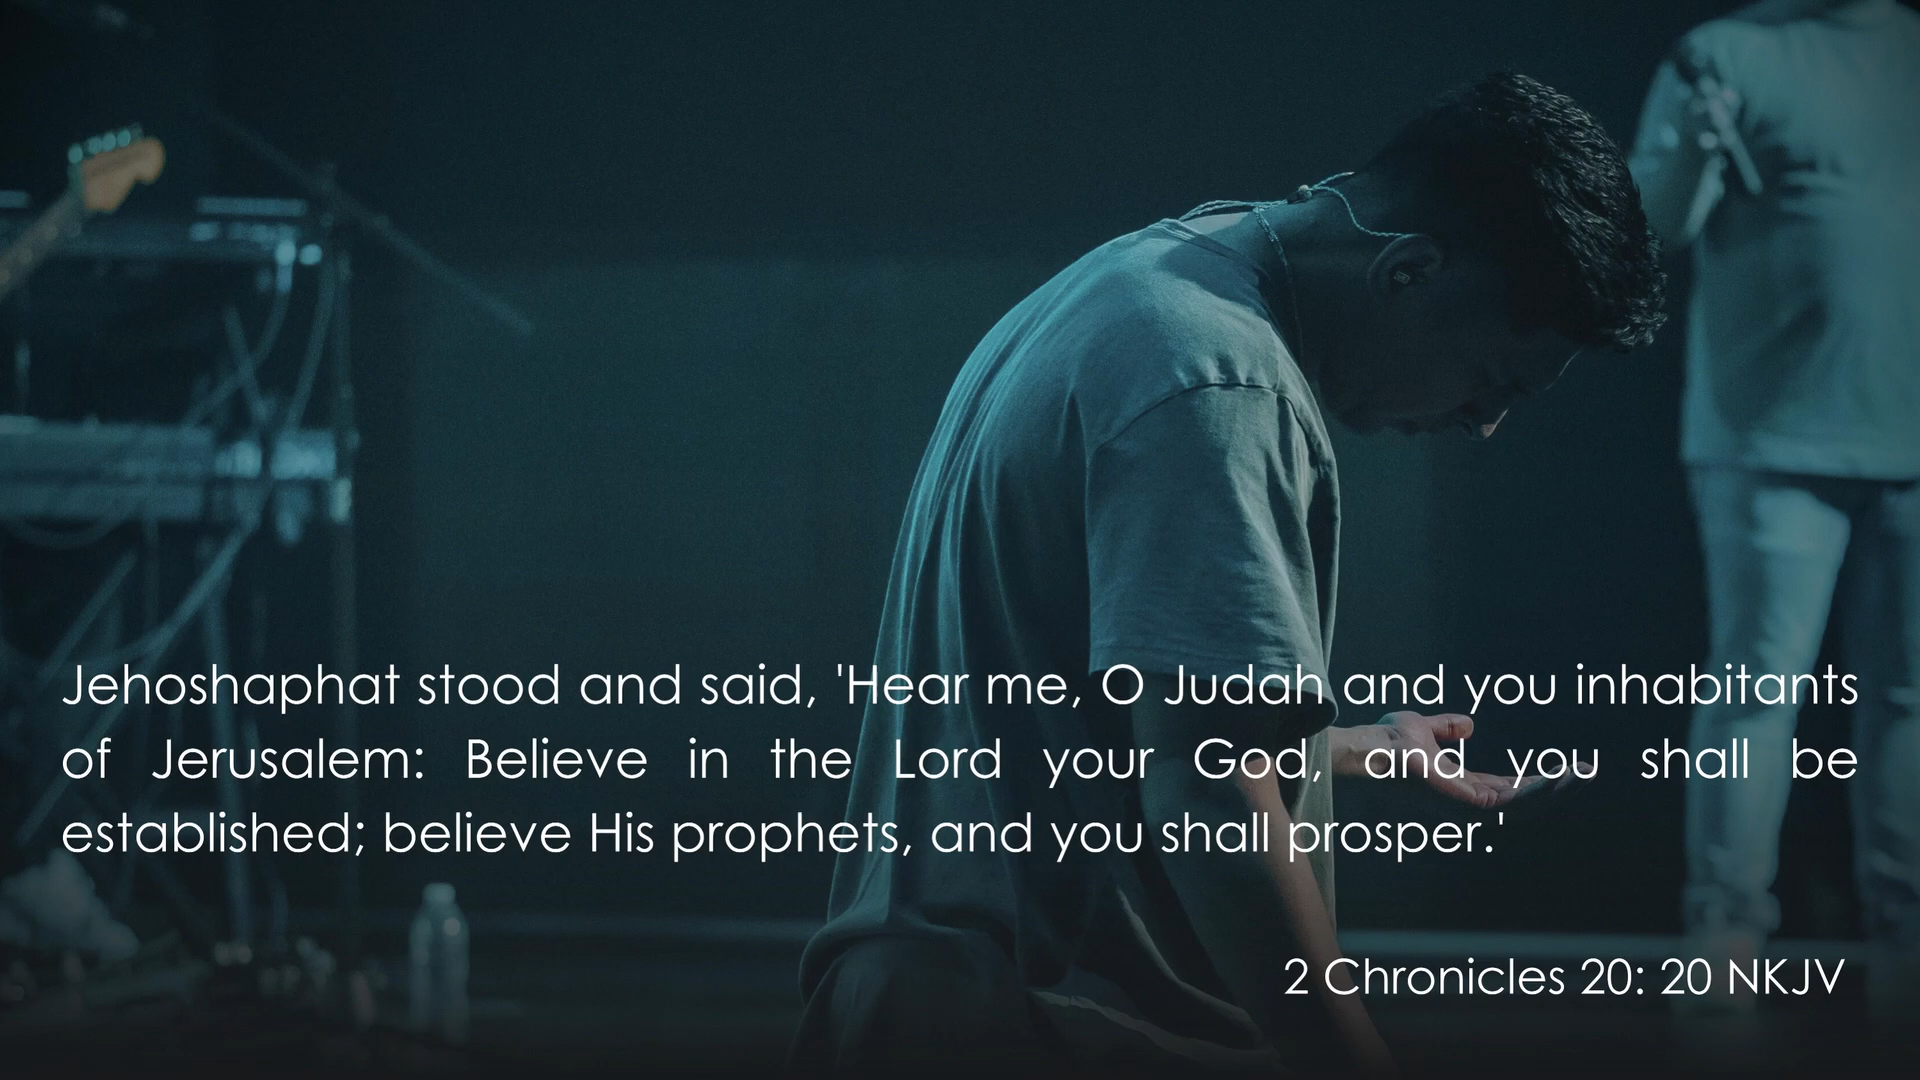 Jehoshaphat stood and said, 'Hear me, O Judah and you inhabitants
of Jerusalem: Believe in the Lord your God, and you shall be
established; believe His prophets, and you shall prosper.'
2 Chronicles 20: 20 NKJV